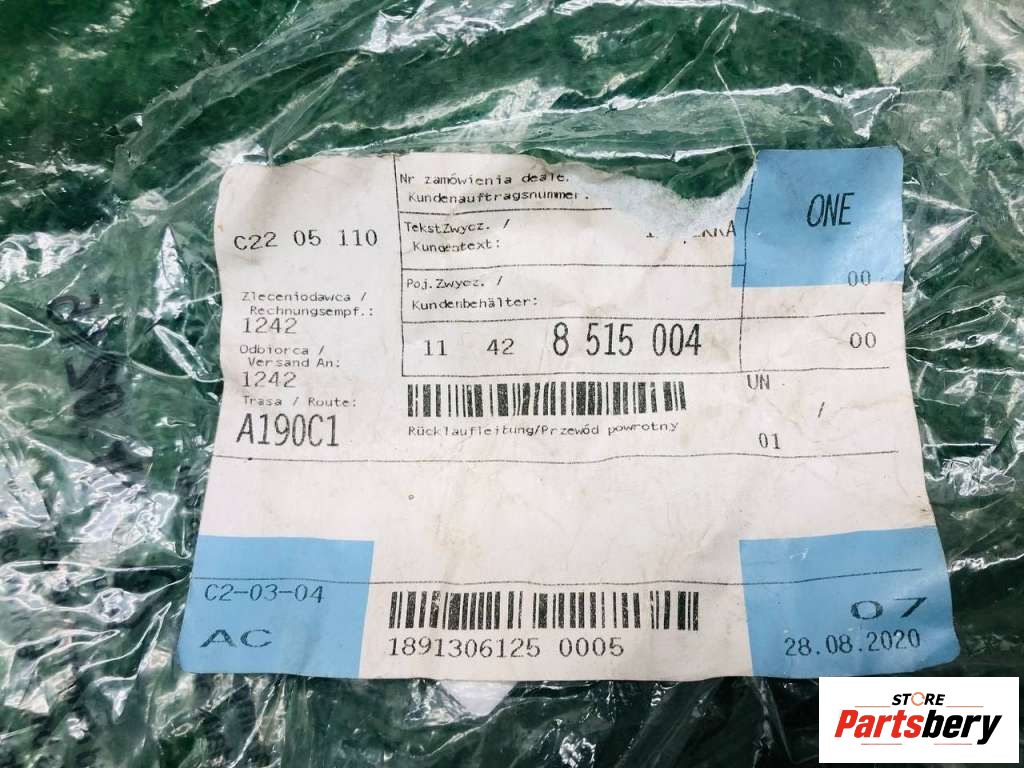 Nr zamówienia deale.
Kundenauftragsnummer.
ONE
C22 05 110
TekstZwycz. /
Kundentext:
00
Poj.Zwycz. /
Kundenbehälter:
Zleceniodawca /
Rechnungsempf.:
1242
11 42 8 515 004
00
Odbiorca /
Versand An:
1242
UN
Trasa / Route:
A190C1
/
Rücklaufleitung/Przewód powrotny
01
C2-03-04
AC
1891306125 0005
07
28.08.2020
STORE
Partsbery